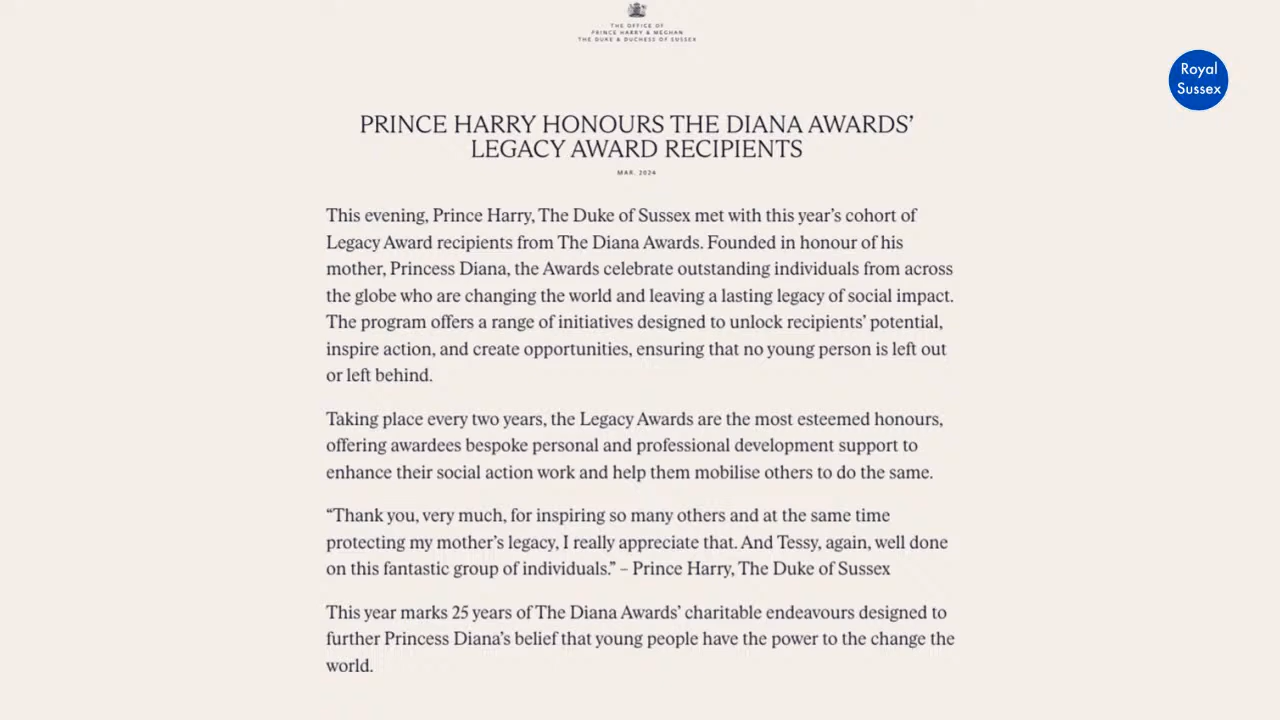 THE OFFICE OF
PRINCE HARRY & MEGHAN
THE DUKE & DUCHESS OF SUSSEX
Royal
Sussex
PRINCE HARRY HONOURS THE DIANA AWARDS’
LEGACY AWARD RECIPIENTS
MAR. 2024
This evening, Prince Harry, The Duke of Sussex met with this year’s cohort of
Legacy Award recipients from The Diana Awards. Founded in honour of his
mother, Princess Diana, the Awards celebrate outstanding individuals from across
the globe who are changing the world and leaving a lasting legacy of social impact.
The program offers a range of initiatives designed to unlock recipients’ potential,
inspire action, and create opportunities, ensuring that no young person is left out
or left behind.
Taking place every two years, the Legacy Awards are the most esteemed honours,
offering awardees bespoke personal and professional development support to
enhance their social action work and help them mobilise others to do the same.
“Thank you, very much, for inspiring so many others and at the same time
protecting my mother’s legacy, I really appreciate that. And Tessy, again, well done
on this fantastic group of individuals.” – Prince Harry, The Duke of Sussex
This year marks 25 years of The Diana Awards’ charitable endeavours designed to
further Princess Diana’s belief that young people have the power to the change the
world.